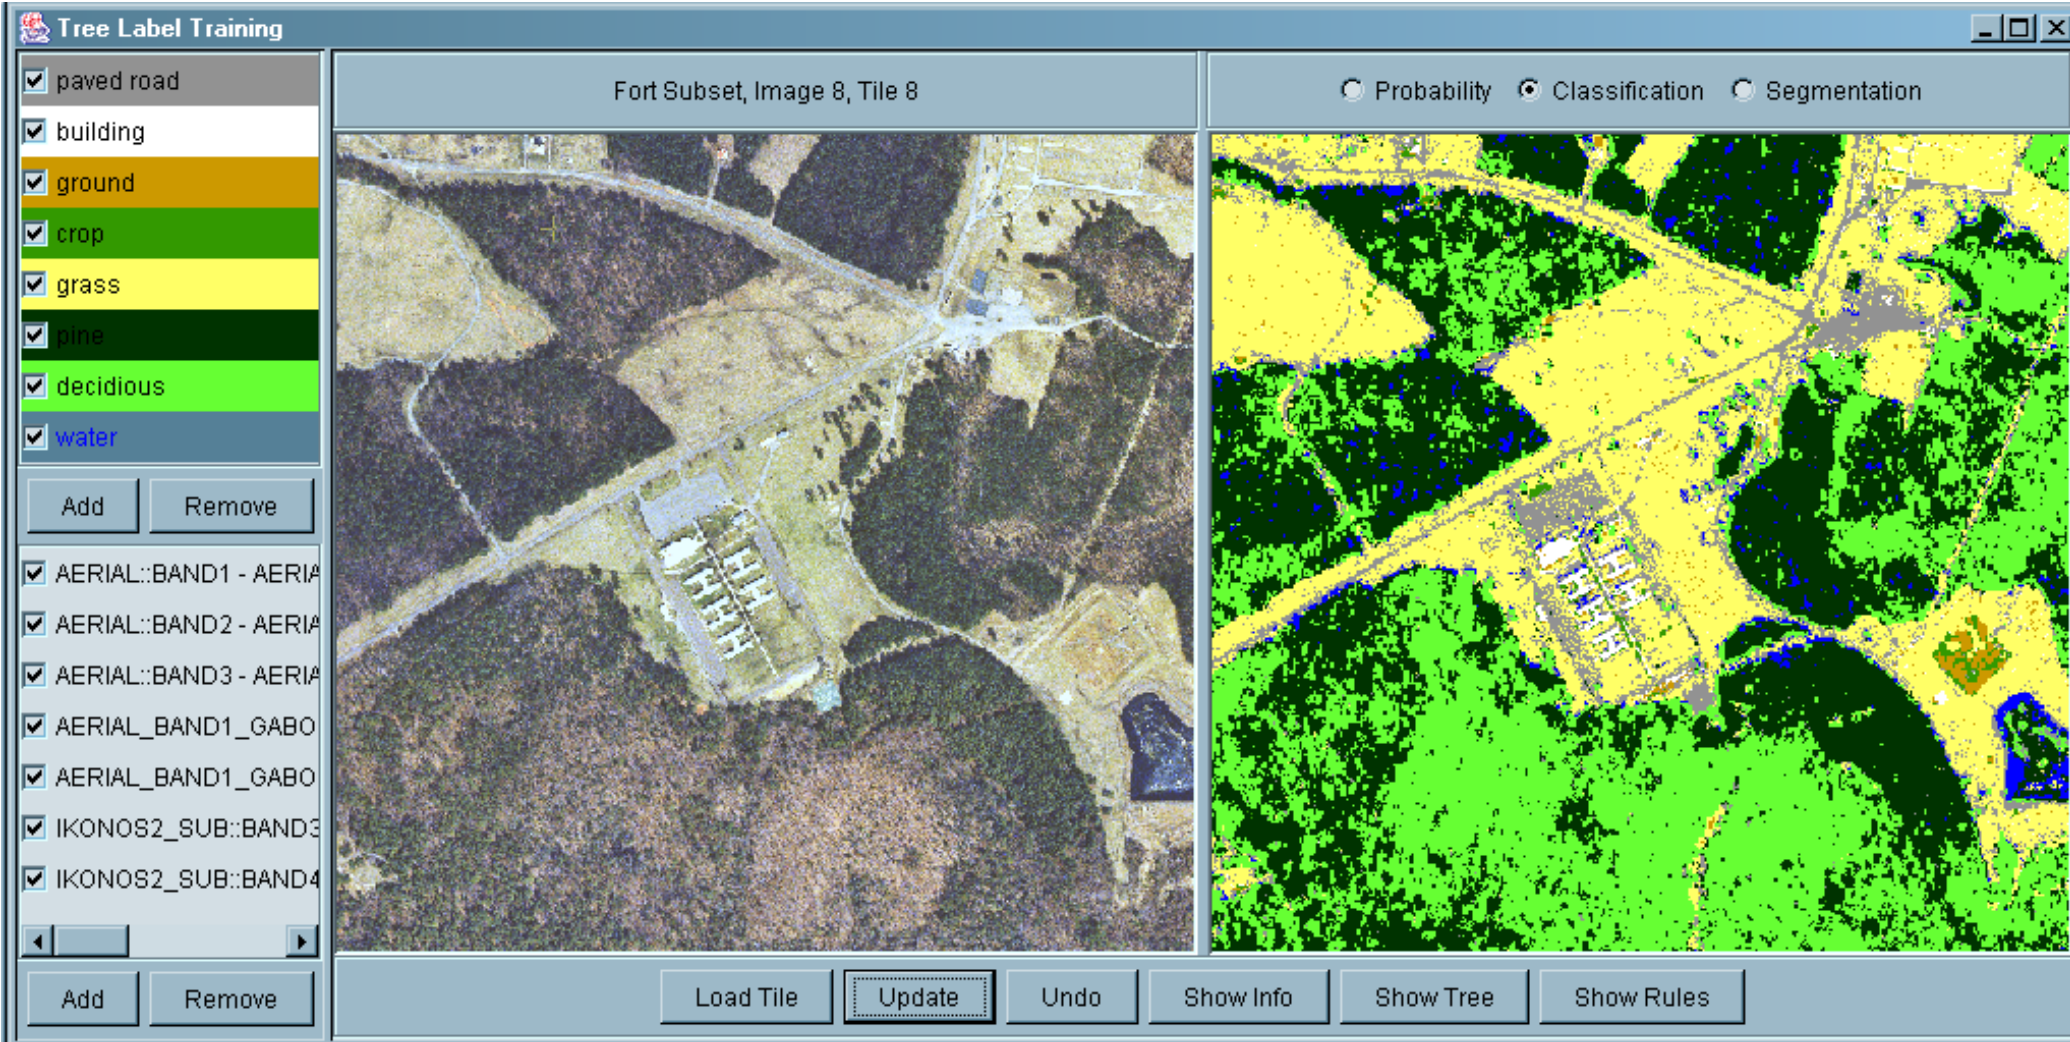 Tree Label Training
paved road
building
ground
crop
grass
pine
decidious
water
Add Remove
AERIAL::BAND1 - AERIA
AERIAL::BAND2 - AERIA
AERIAL::BAND3 - AERIA
AERIAL_BAND1_GABO
AERIAL_BAND1_GABO
IKONOS2_SUB::BAND3
IKONOS2_SUB::BAND4
Add Remove
Fort Subset, Image 8, Tile 8
Probability Classification Segmentation
Load Tile Update Undo Show Info Show Tree Show Rules